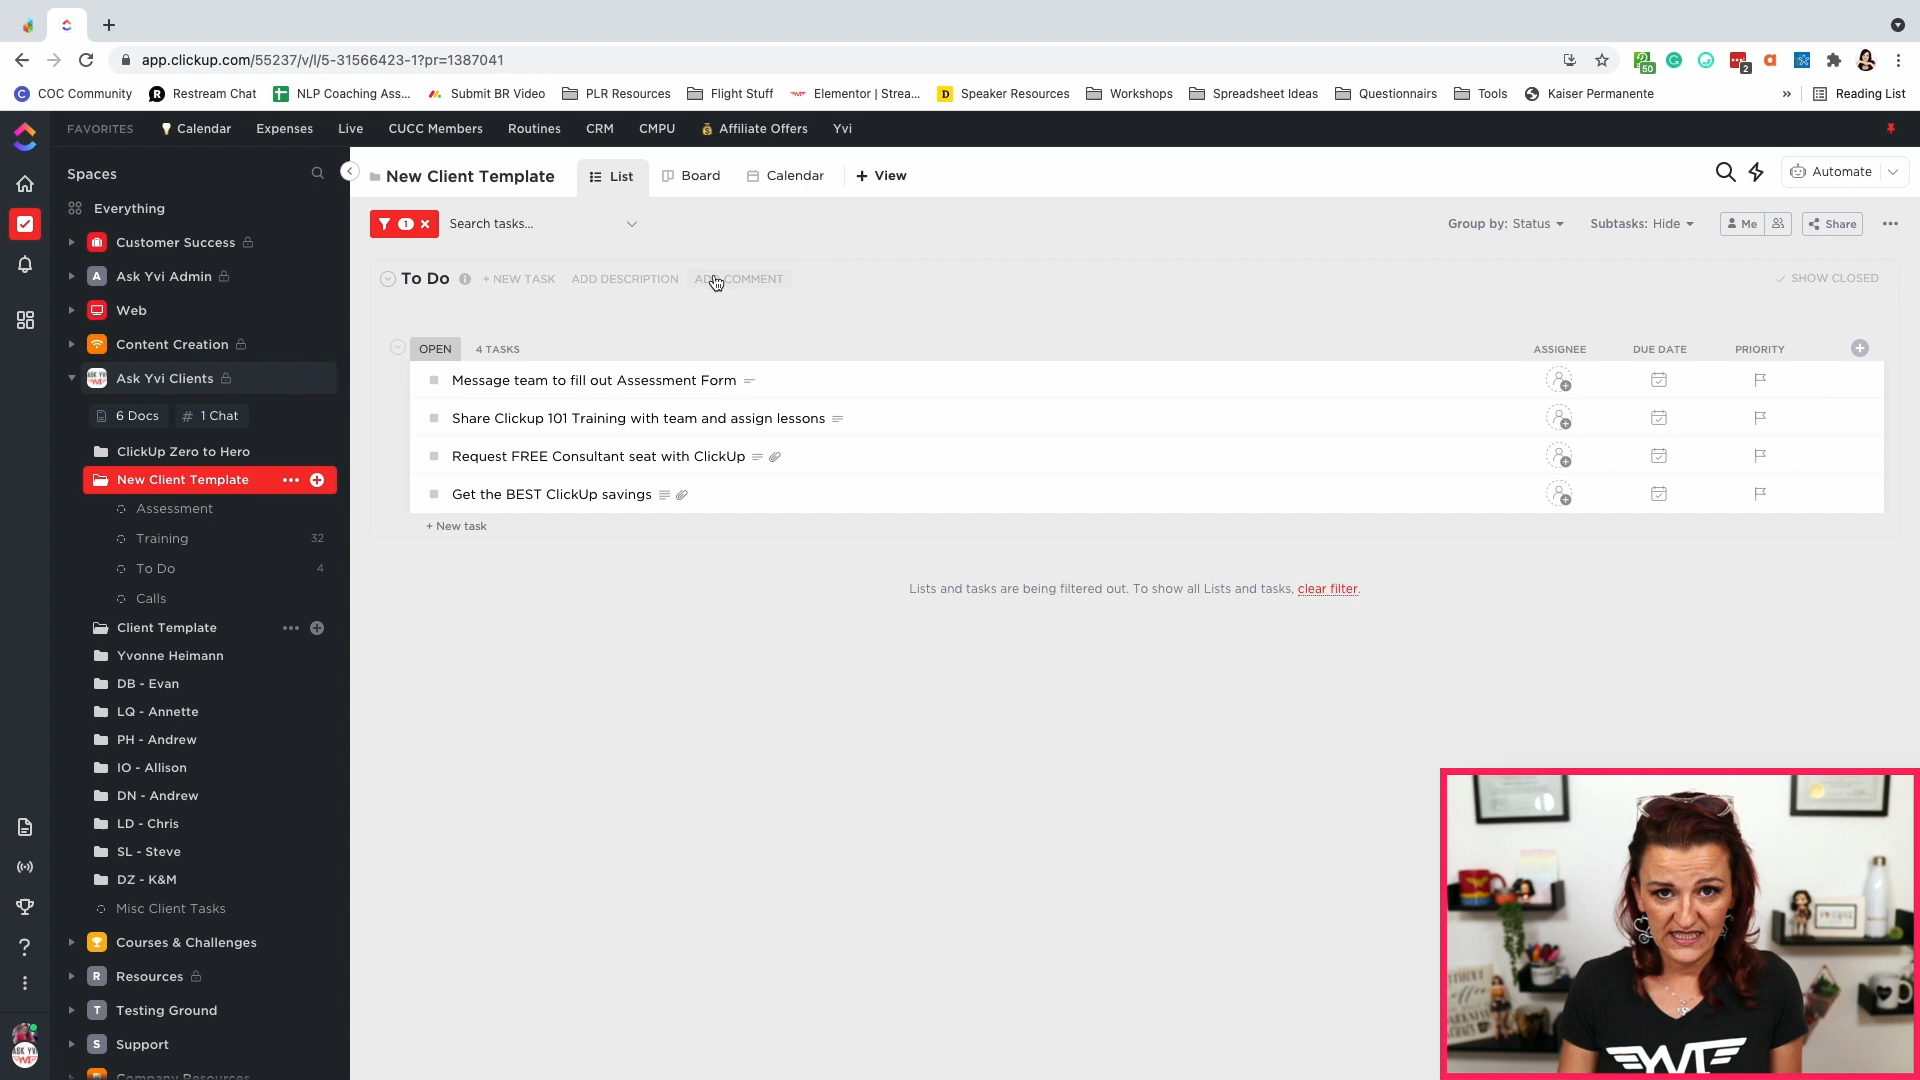 app.clickup.com/55237/v/l/5-31566423-1?pr=1387041
50
2
COC Community
Restream Chat
NLP Coaching Ass...
Submit BR Video
PLR Resources
Flight Stuff
Elementor | Strea...
Speaker Resources
Workshops
Spreadsheet Ideas
Questionnairs
Tools
Kaiser Permanente
»
Reading List
FAVORITES
Calendar
Expenses
Live
CUCC Members
Routines
CRM
CMPU
Affiliate Offers
Yvi
Spaces
New Client Template
List
Board
Calendar
+ View
Automate
Everything
1
Search tasks...
Group by: Status
Subtasks: Hide
Me
Share
Customer Success
A Ask Yvi Admin
Web
Content Creation
Ask Yvi Clients
6 Docs
# 1 Chat
ClickUp Zero to Hero
New Client Template
Assessment
Training 32
To Do 4
Calls
Client Template
Yvonne Heimann
DB - Evan
LQ - Annette
PH - Andrew
IO - Allison
DN - Andrew
LD - Chris
SL - Steve
DZ - K&M
Misc Client Tasks
Courses & Challenges
R Resources
T Testing Ground
S Support
Company Resources
To Do
+ NEW TASK
ADD DESCRIPTION
ADD COMMENT
SHOW CLOSED
OPEN
4 TASKS
ASSIGNEE
DUE DATE
PRIORITY
Message team to fill out Assessment Form
Share Clickup 101 Training with team and assign lessons
Request FREE Consultant seat with ClickUp
Get the BEST ClickUp savings
+ New task
Lists and tasks are being filtered out. To show all Lists and tasks, clear filter.
ASK YVI